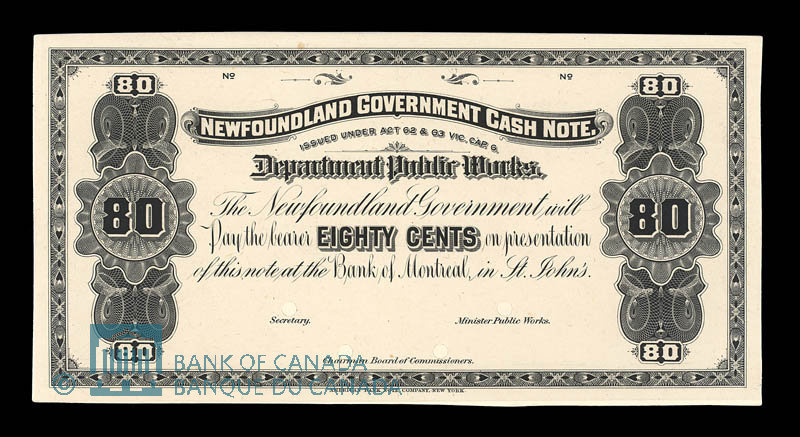 80 80
Nº Nº
NEWFOUNDLAND GOVERNMENT CASH NOTE.
ISSUED UNDER ACT 62 & 63 VIC. CAP. 6.
Department Public Works.
The Newfoundland Government, will
80 Pay the bearer EIGHTY CENTS on presentation 80
of this note, at the Bank of Montreal, in St. John's.
Secretary. Minister Public Works.
80 80
Chairman Board of Commissioners.
© BANK OF CANADA
BANQUE DU CANADA
COMPANY, NEW YORK.